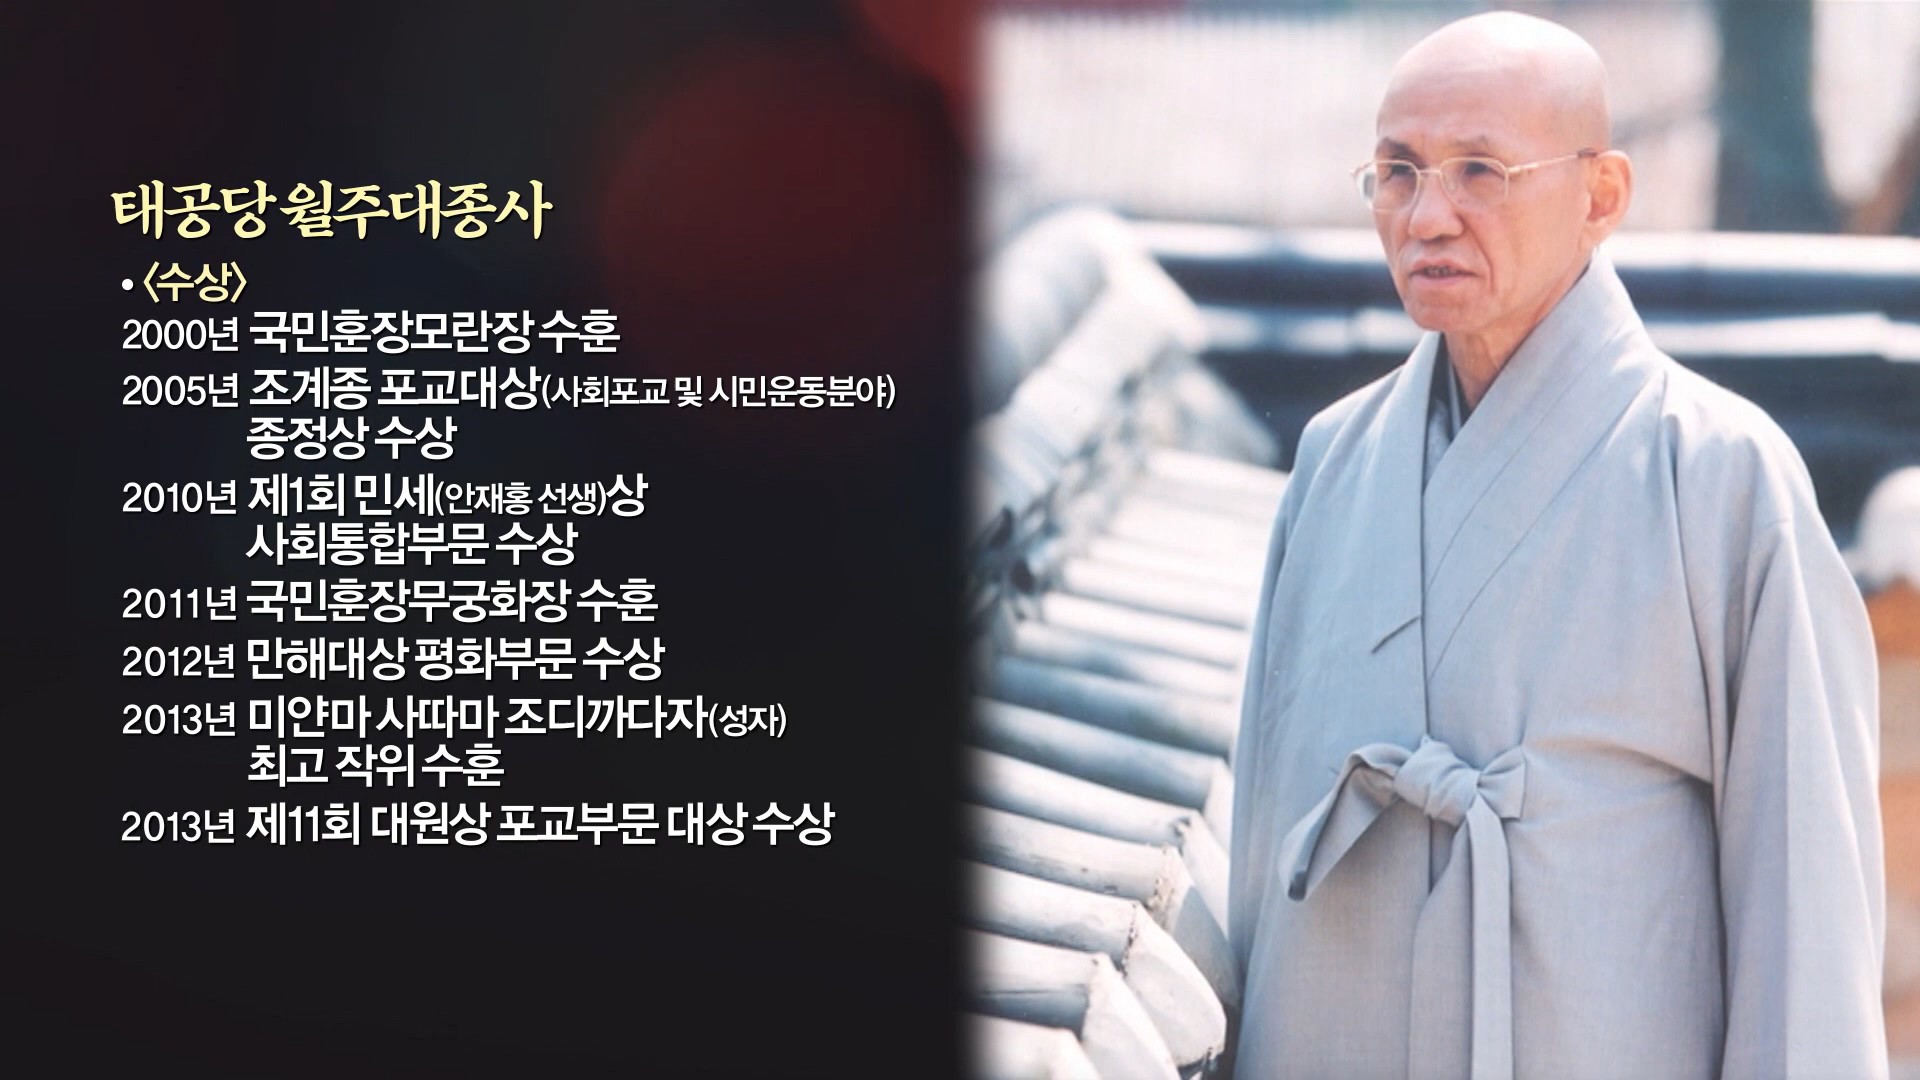 태공당 월주 대종사
• 〈수상〉
2000년 국민훈장모란장 수훈
2005년 조계종 포교대상(사회포교 및 시민운동분야)
종정상 수상
2010년 제1회 민세(안재홍 선생)상
사회통합부문 수상
2011년 국민훈장무궁화장 수훈
2012년 만해대상 평화부문 수상
2013년 미얀마 사따마 조디까다자(성자)
최고 작위 수훈
2013년 제11회 대원상 포교부문 대상 수상